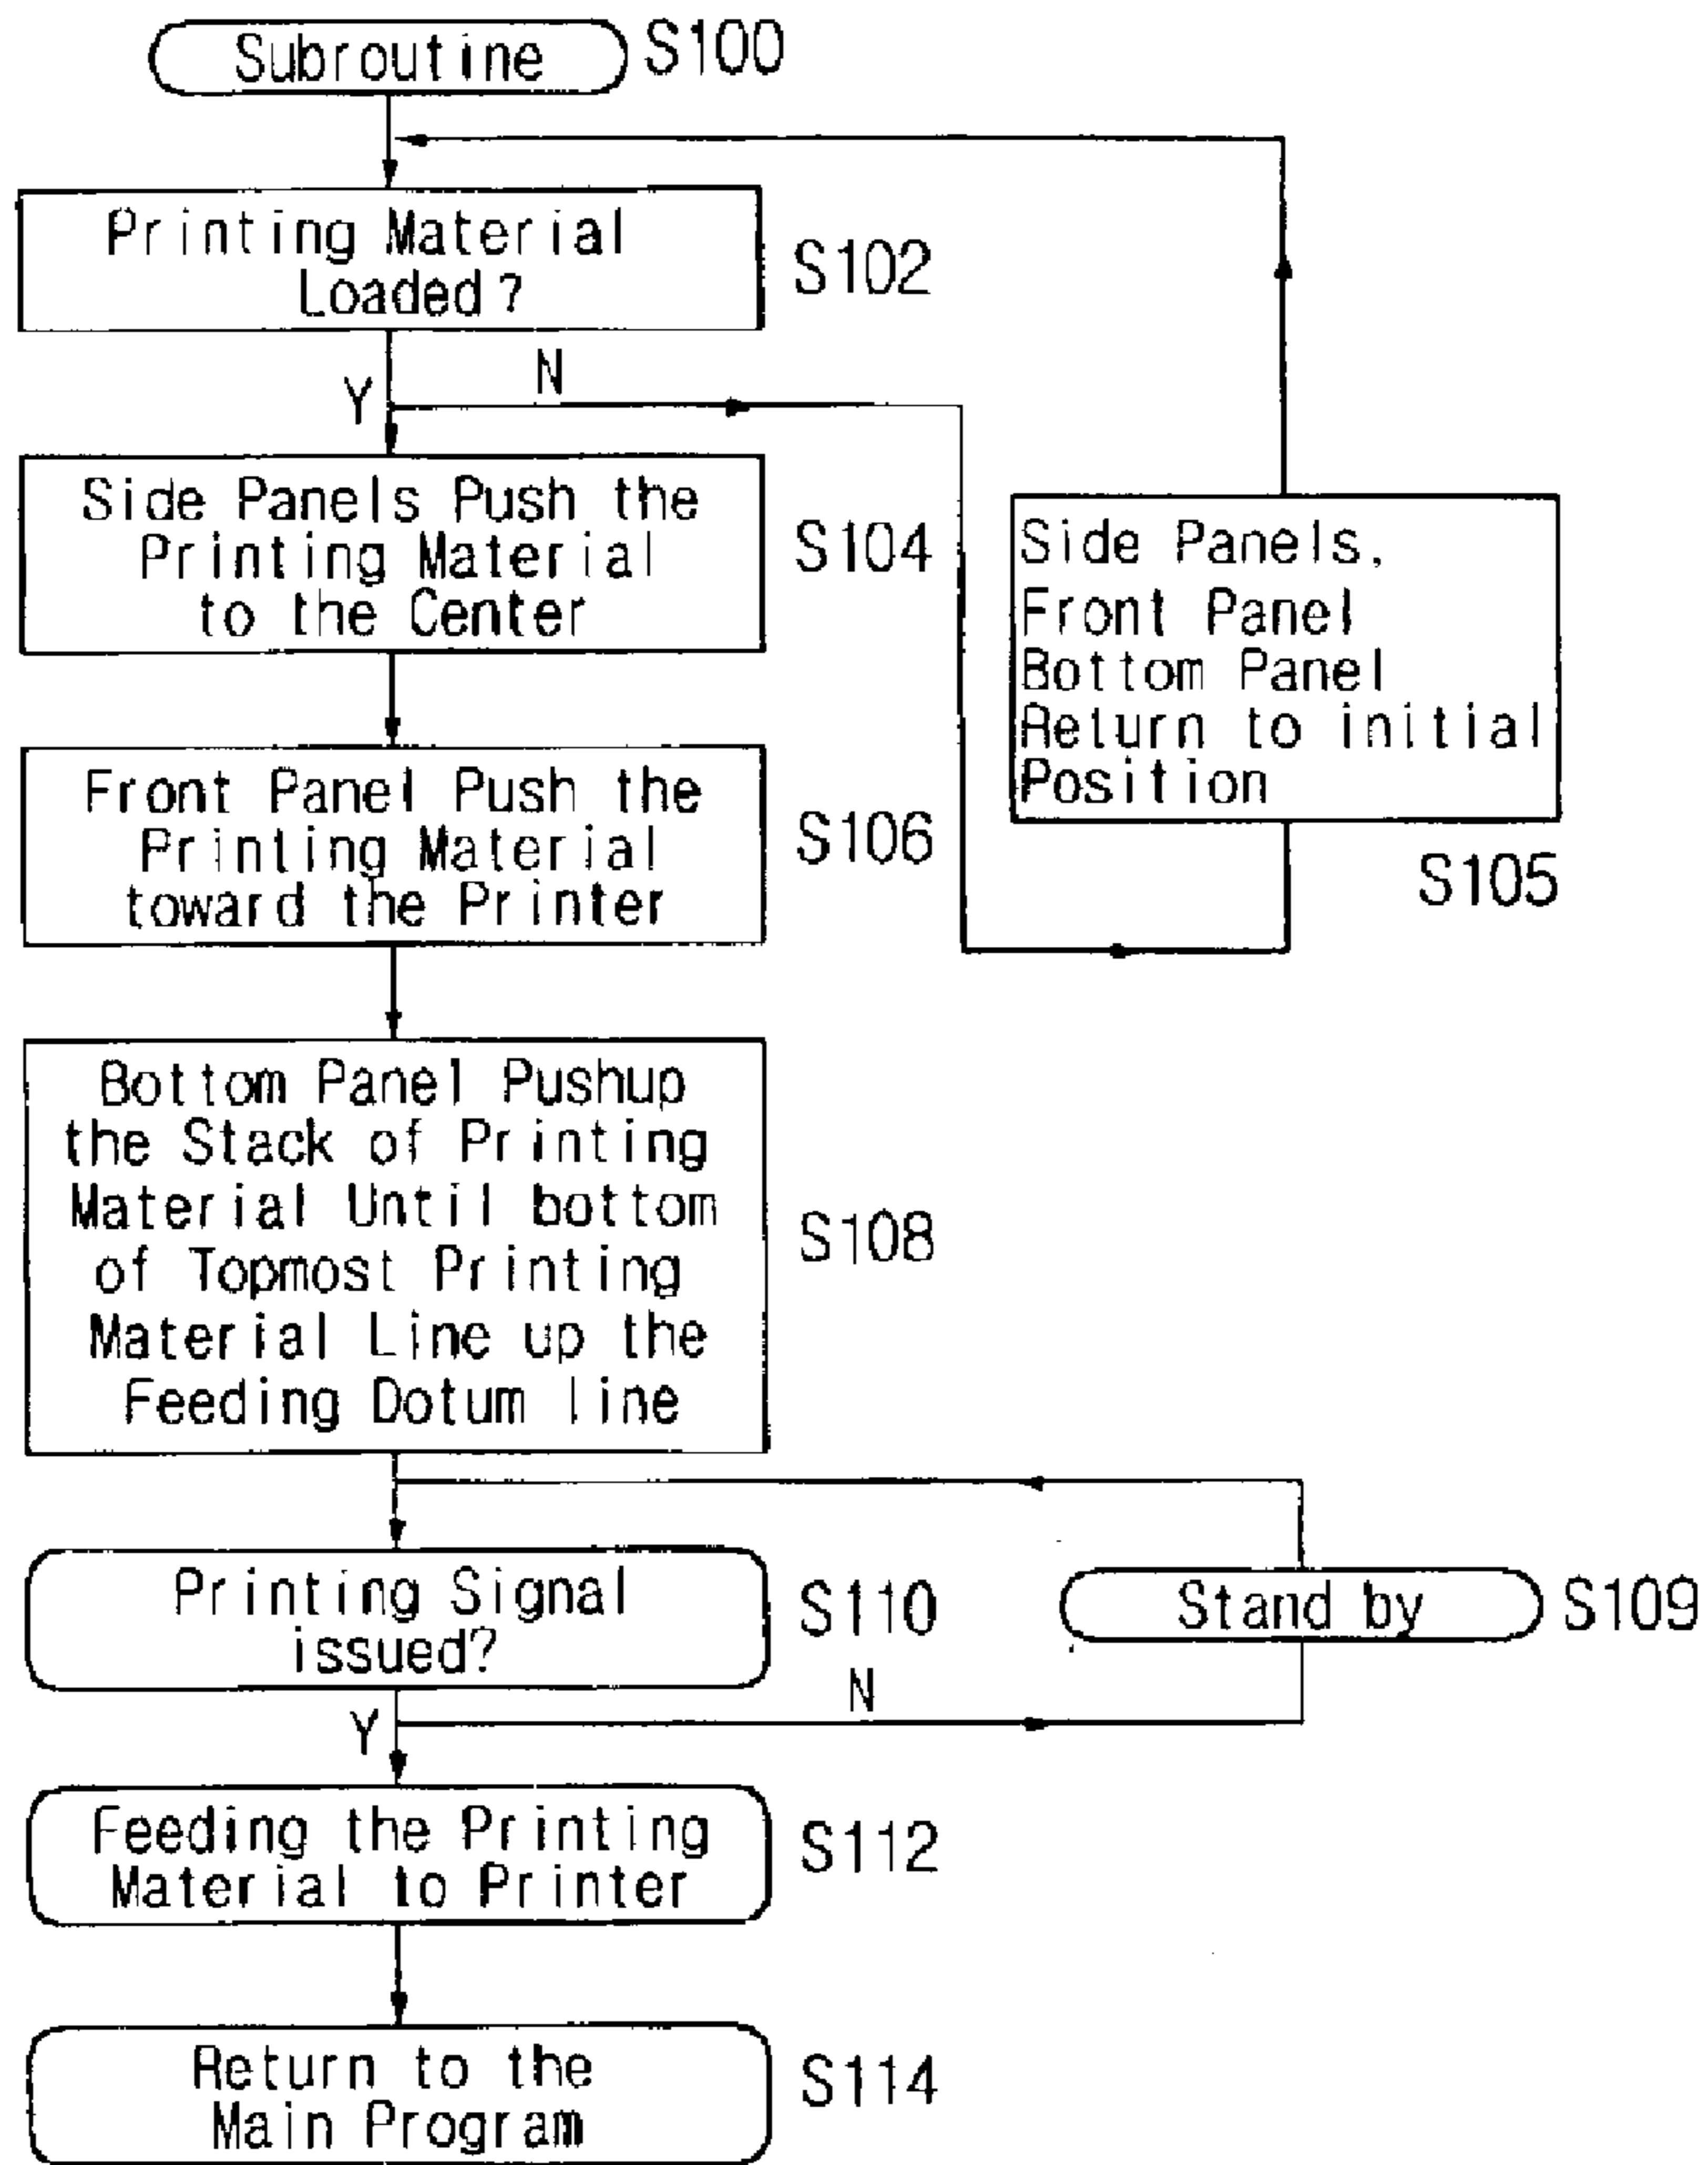 Subroutine S100
Printing Material
Loaded?
S102
Y
N
Side Panels Push the
Printing Material
to the Center
S104
Side Panels,
Front Panel
Bottom Panel
Return to initial
Position
S105
Front Panel Push the
Printing Material
toward the Printer
S106
Bottom Panel Pushup
the Stack of Printing
Material Until bottom
of Topmost Printing
Material Line up the
Feeding Dotum line
S108
Printing Signal
issued?
S110
Stand by S109
Y
N
Feeding the Printing
Material to Printer
S112
Return to the
Main Program
S114